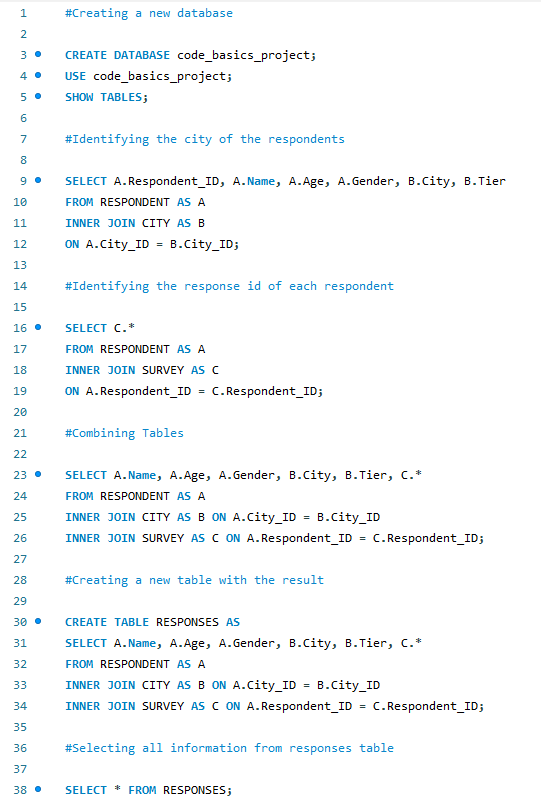 1 #Creating a new database
2
3 CREATE DATABASE code_basics_project;
4 USE code_basics_project;
5 SHOW TABLES;
6
7 #Identifying the city of the respondents
8
9 SELECT A.Respondent_ID, A.Name, A.Age, A.Gender, B.City, B.Tier
10 FROM RESPONDENT AS A
11 INNER JOIN CITY AS B
12 ON A.City_ID = B.City_ID;
13
14 #Identifying the response id of each respondent
15
16 SELECT C.*
17 FROM RESPONDENT AS A
18 INNER JOIN SURVEY AS C
19 ON A.Respondent_ID = C.Respondent_ID;
20
21 #Combining Tables
22
23 SELECT A.Name, A.Age, A.Gender, B.City, B.Tier, C.*
24 FROM RESPONDENT AS A
25 INNER JOIN CITY AS B ON A.City_ID = B.City_ID
26 INNER JOIN SURVEY AS C ON A.Respondent_ID = C.Respondent_ID;
27
28 #Creating a new table with the result
29
30 CREATE TABLE RESPONSES AS
31 SELECT A.Name, A.Age, A.Gender, B.City, B.Tier, C.*
32 FROM RESPONDENT AS A
33 INNER JOIN CITY AS B ON A.City_ID = B.City_ID
34 INNER JOIN SURVEY AS C ON A.Respondent_ID = C.Respondent_ID;
35
36 #Selecting all information from responses table
37
38 SELECT * FROM RESPONSES;